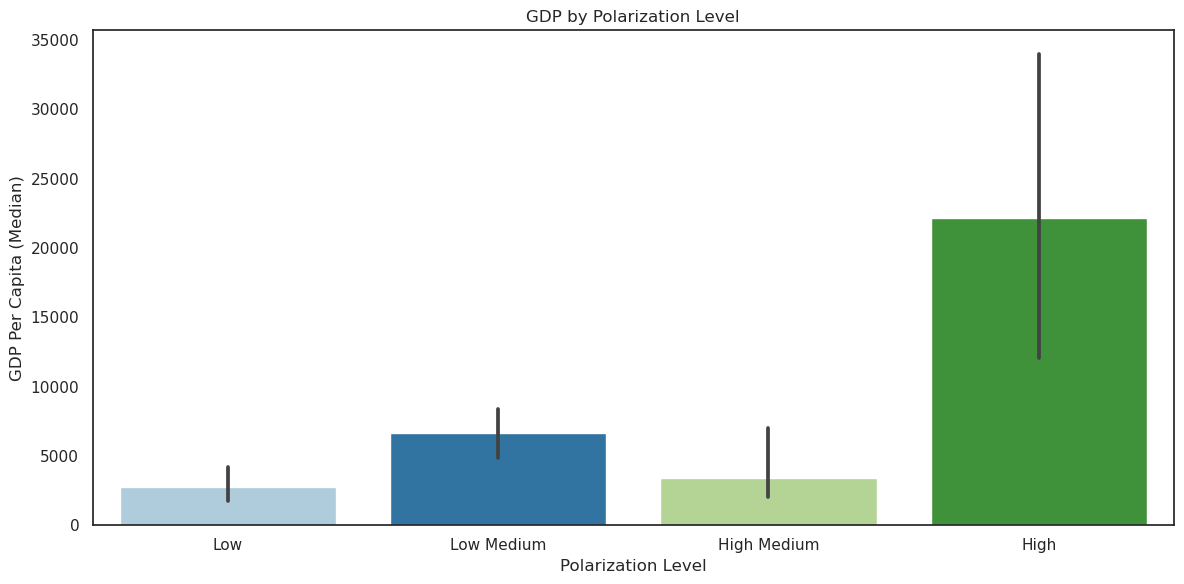 GDP by Polarization Level
GDP Per Capita (Median)
35000
30000
25000
20000
15000
10000
5000
0
Low
Low Medium
High Medium
High
Polarization Level